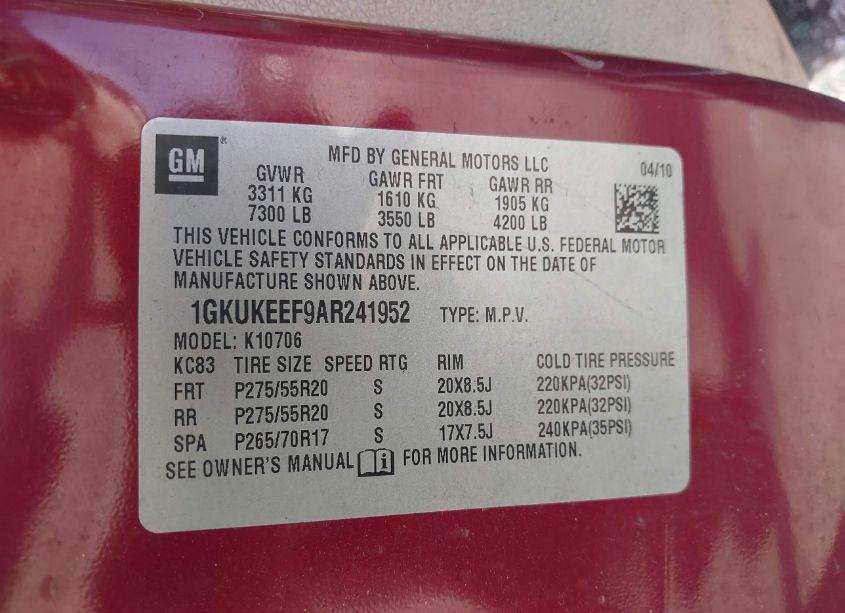 GM ®
MFD BY GENERAL MOTORS LLC 04/10
GVWR GAWR FRT GAWR RR
3311 KG 1610 KG 1905 KG
7300 LB 3550 LB 4200 LB
THIS VEHICLE CONFORMS TO ALL APPLICABLE U.S. FEDERAL MOTOR
VEHICLE SAFETY STANDARDS IN EFFECT ON THE DATE OF
MANUFACTURE SHOWN ABOVE.
1GKUKEEF9AR241952 TYPE: M.P.V.
MODEL: K10706
KC83 TIRE SIZE SPEED RTG RIM COLD TIRE PRESSURE
FRT P275/55R20 S 20X8.5J 220KPA(32PSI)
RR P275/55R20 S 20X8.5J 220KPA(32PSI)
SPA P265/70R17 S 17X7.5J 240KPA(35PSI)
SEE OWNER'S MANUAL i FOR MORE INFORMATION.